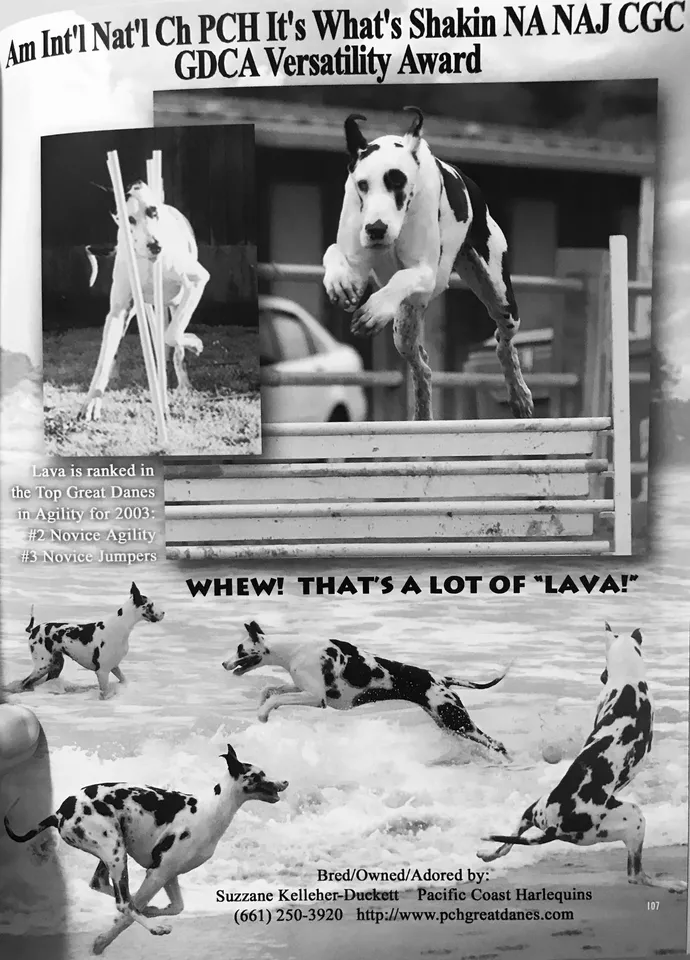 Am Int'l Nat'l Ch PCH It's What's Shakin NA NAJ CGC
GDCA Versatility Award
Lava is ranked in
the Top Great Danes
in Agility for 2003:
#2 Novice Agility
#3 Novice Jumpers
WHEW! THAT'S A LOT OF "LAVA!"
Bred/Owned/Adored by:
Suzzane Kelleher-Duckett Pacific Coast Harlequins
(661) 250-3920 http://www.pchgreatdanes.com
107